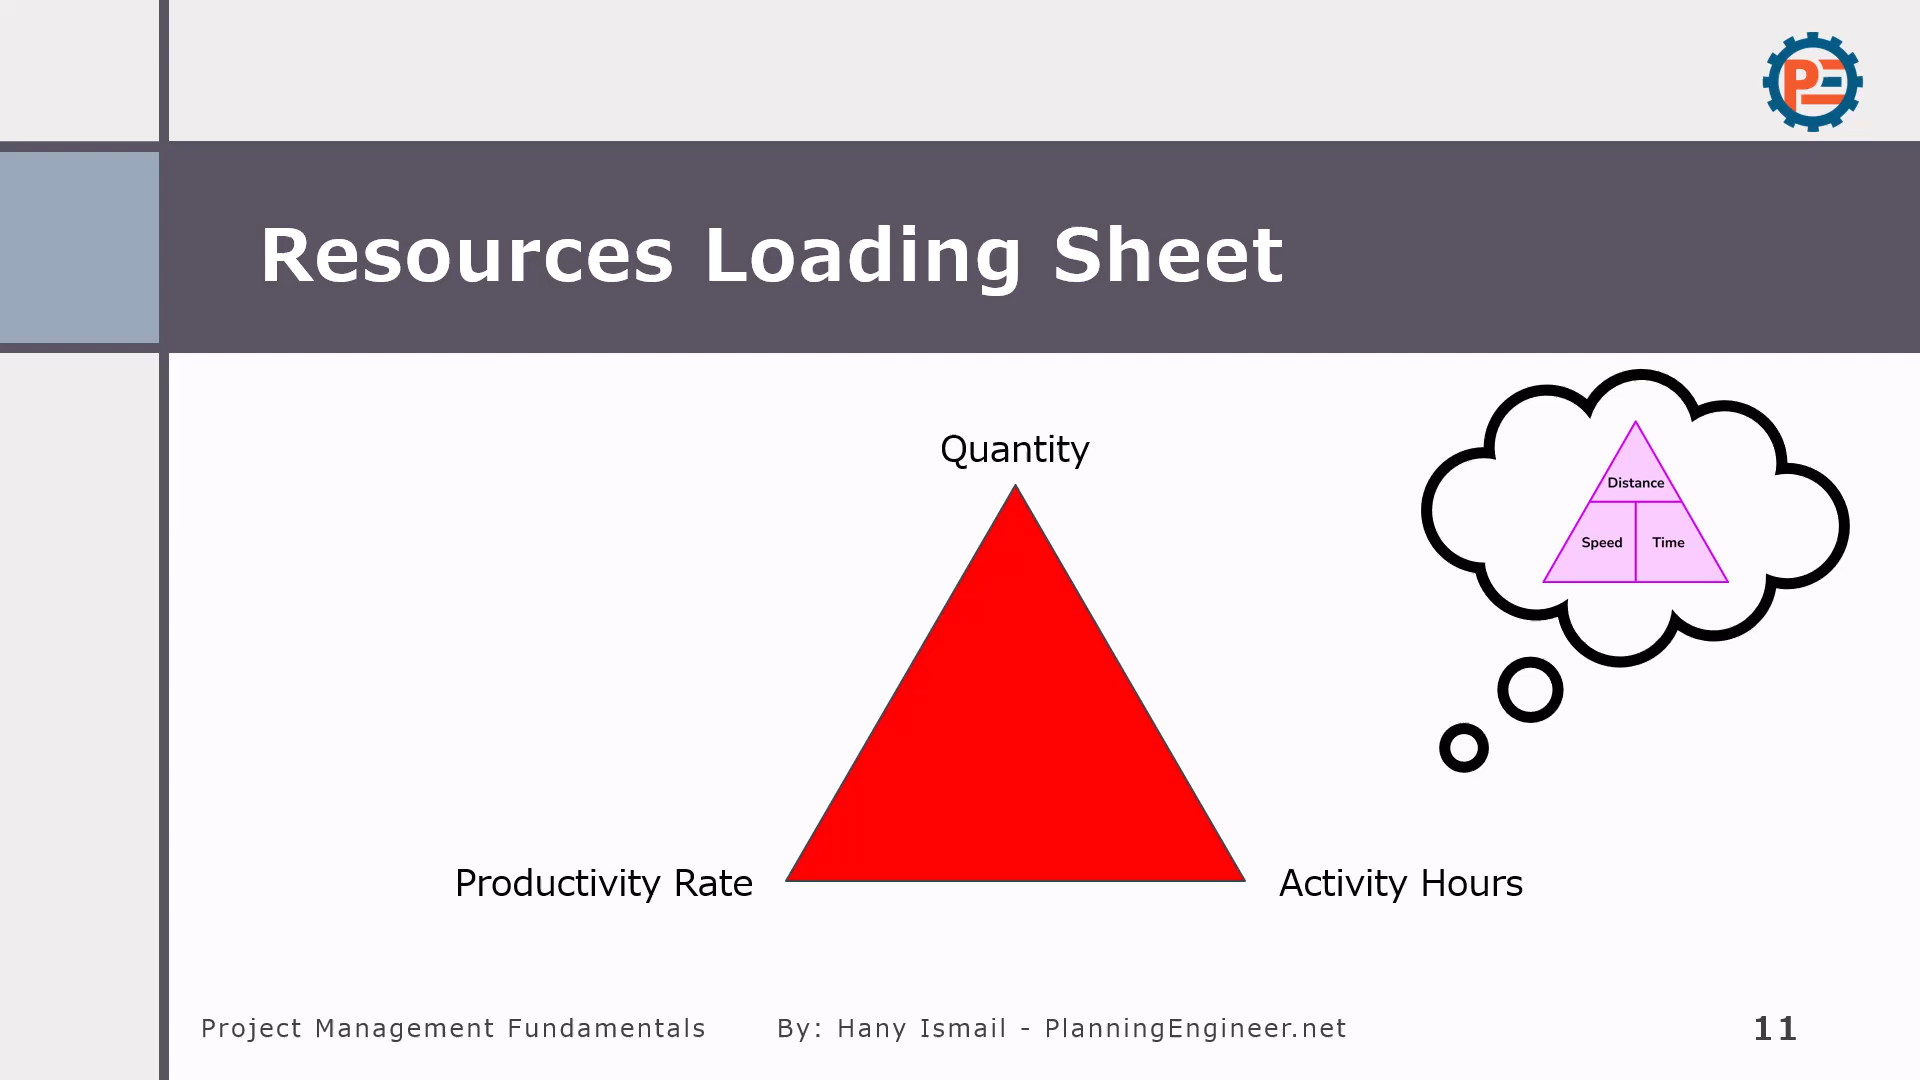 PE
Resources Loading Sheet
Quantity
Distance
Speed Time
Productivity Rate
Activity Hours
Project Management Fundamentals By: Hany Ismail - PlanningEngineer.net 11